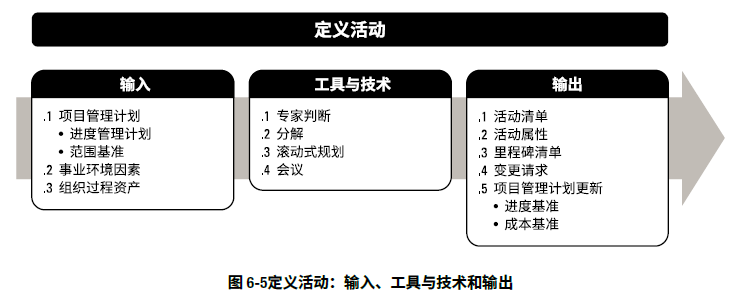 定义活动
输入
.1 项目管理计划
• 进度管理计划
• 范围基准
.2 事业环境因素
.3 组织过程资产
工具与技术
.1 专家判断
.2 分解
.3 滚动式规划
.4 会议
输出
.1 活动清单
.2 活动属性
.3 里程碑清单
.4 变更请求
.5 项目管理计划更新
• 进度基准
• 成本基准
图 6-5定义活动：输入、工具与技术和输出